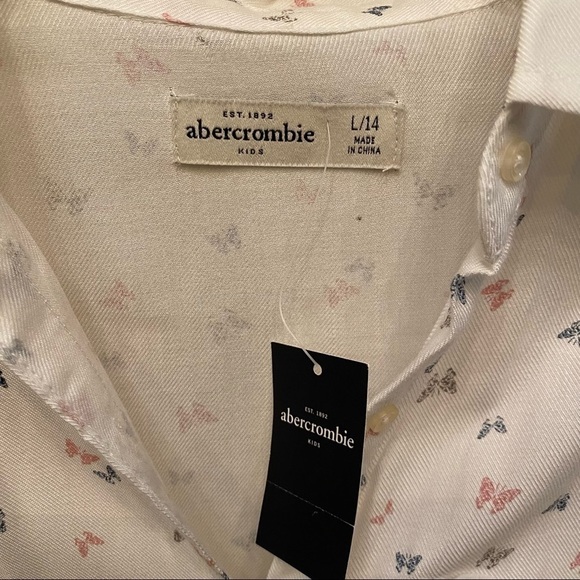 EST. 1892
abercrombie
KIDS
L/14
MADE
IN CHINA
EST. 1892
abercrombie
KIDS